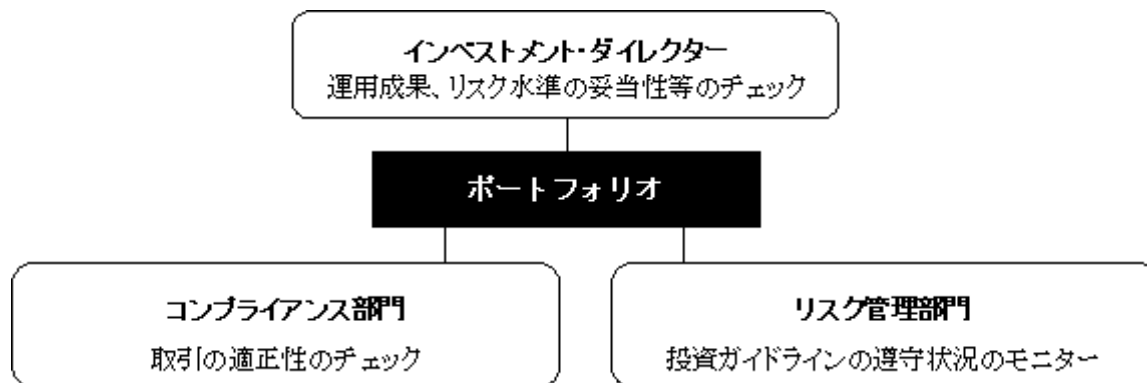 インベストメント・ダイレクター
運用成果、リスク水準の妥当性等のチェック
ポートフォリオ
コンプライアンス部門
取引の適正性のチェック
リスク管理部門
投資ガイドラインの遵守状況のモニター